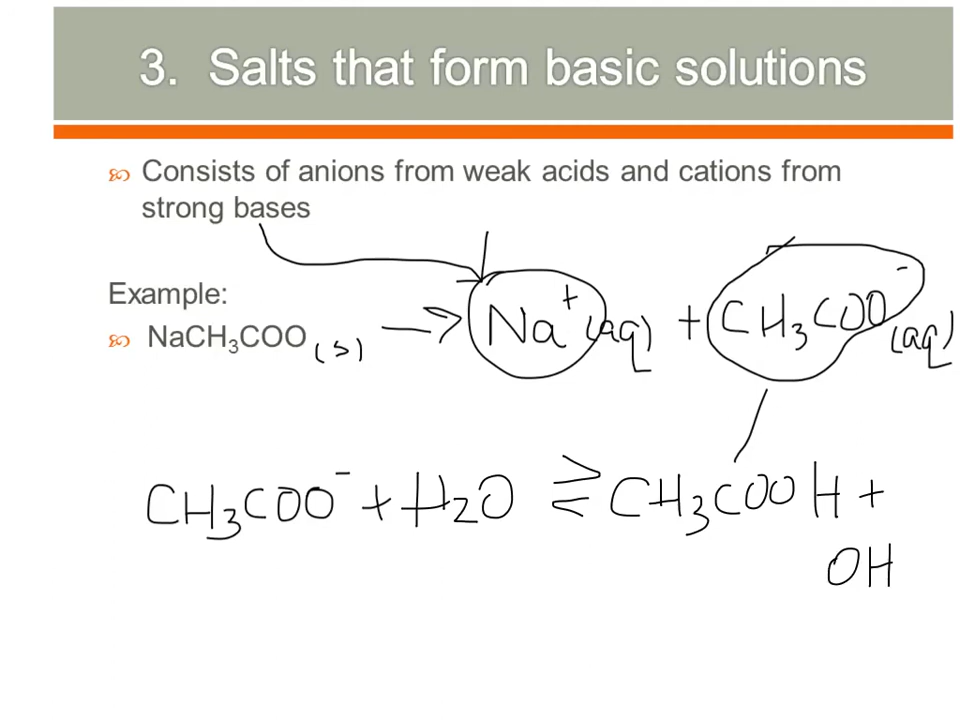 3. Salts that form basic solutions
Consists of anions from weak acids and cations from
strong bases
Example:
NaCH₃COO (s) → Na⁺(aq) + CH₃COO⁻(aq)
CH₃COO⁻ + H₂O ⇌ CH₃COOH +
OH